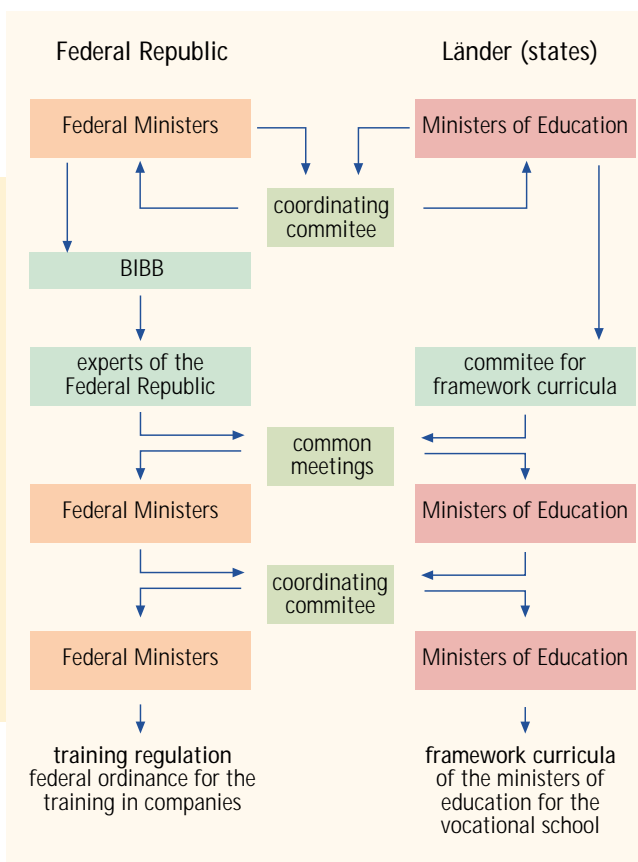 Federal Republic
Länder (states)
Federal Ministers
Ministers of Education
coordinating
commitee
BIBB
experts of the
Federal Republic
commitee for
framework curricula
common
meetings
Federal Ministers
Ministers of Education
coordinating
commitee
Federal Ministers
Ministers of Education
training regulation
federal ordinance for the
training in companies
framework curricula
of the ministers of
education for the
vocational school